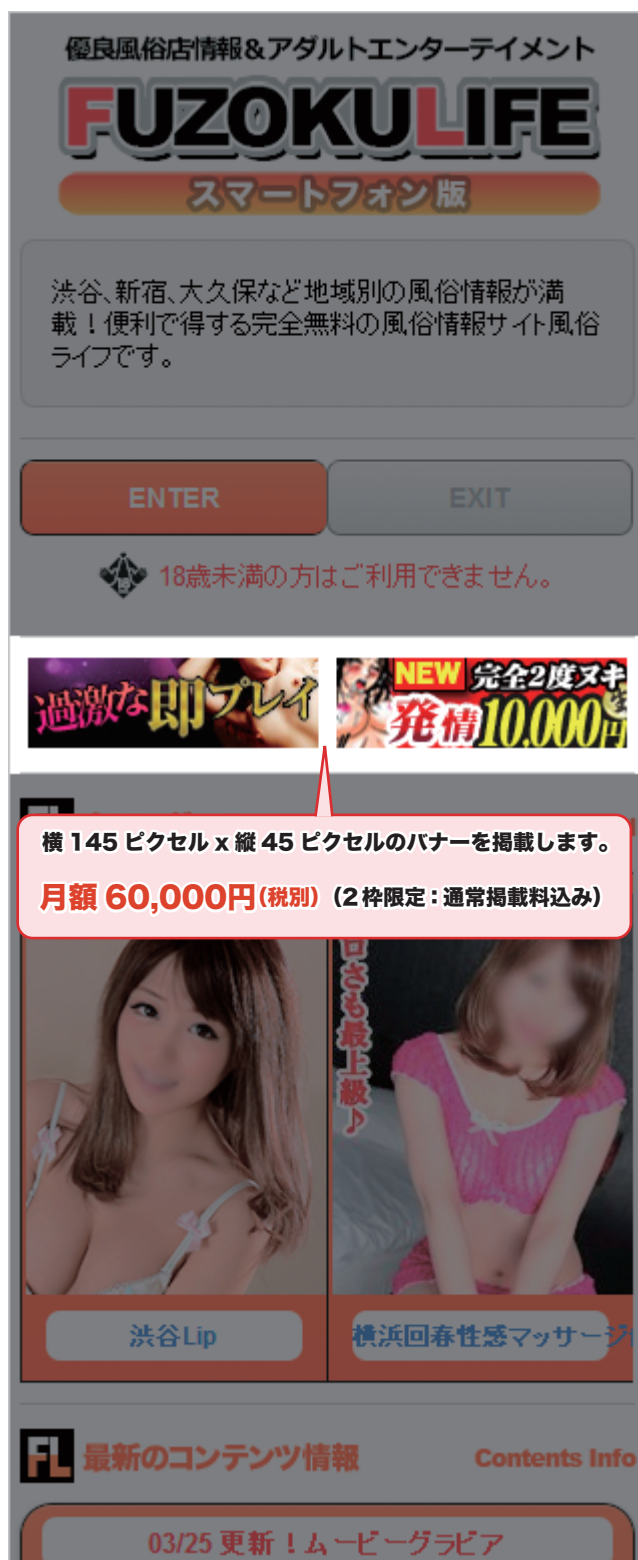 優良風俗店情報&アダルトエンターテイメント
FUZOKULIFE
スマートフォン版
渋谷、新宿、大久保など地域別の風俗情報が満
載！便利で得する完全無料の風俗情報サイト風俗
ライフです。
ENTER
EXIT
18歳未満の方はご利用できません。
過激な即プレイ
NEW 完全2度ヌキ
発情10,000円
横145ピクセルx縦45ピクセルのバナーを掲載します。
月額60,000円(税別)（2枠限定：通常掲載料込み）
口さも最上級♪
渋谷Lip
横浜回春性感マッサージ
FL 最新のコンテンツ情報
Contents Info
03/25 更新！ムービーグラビア